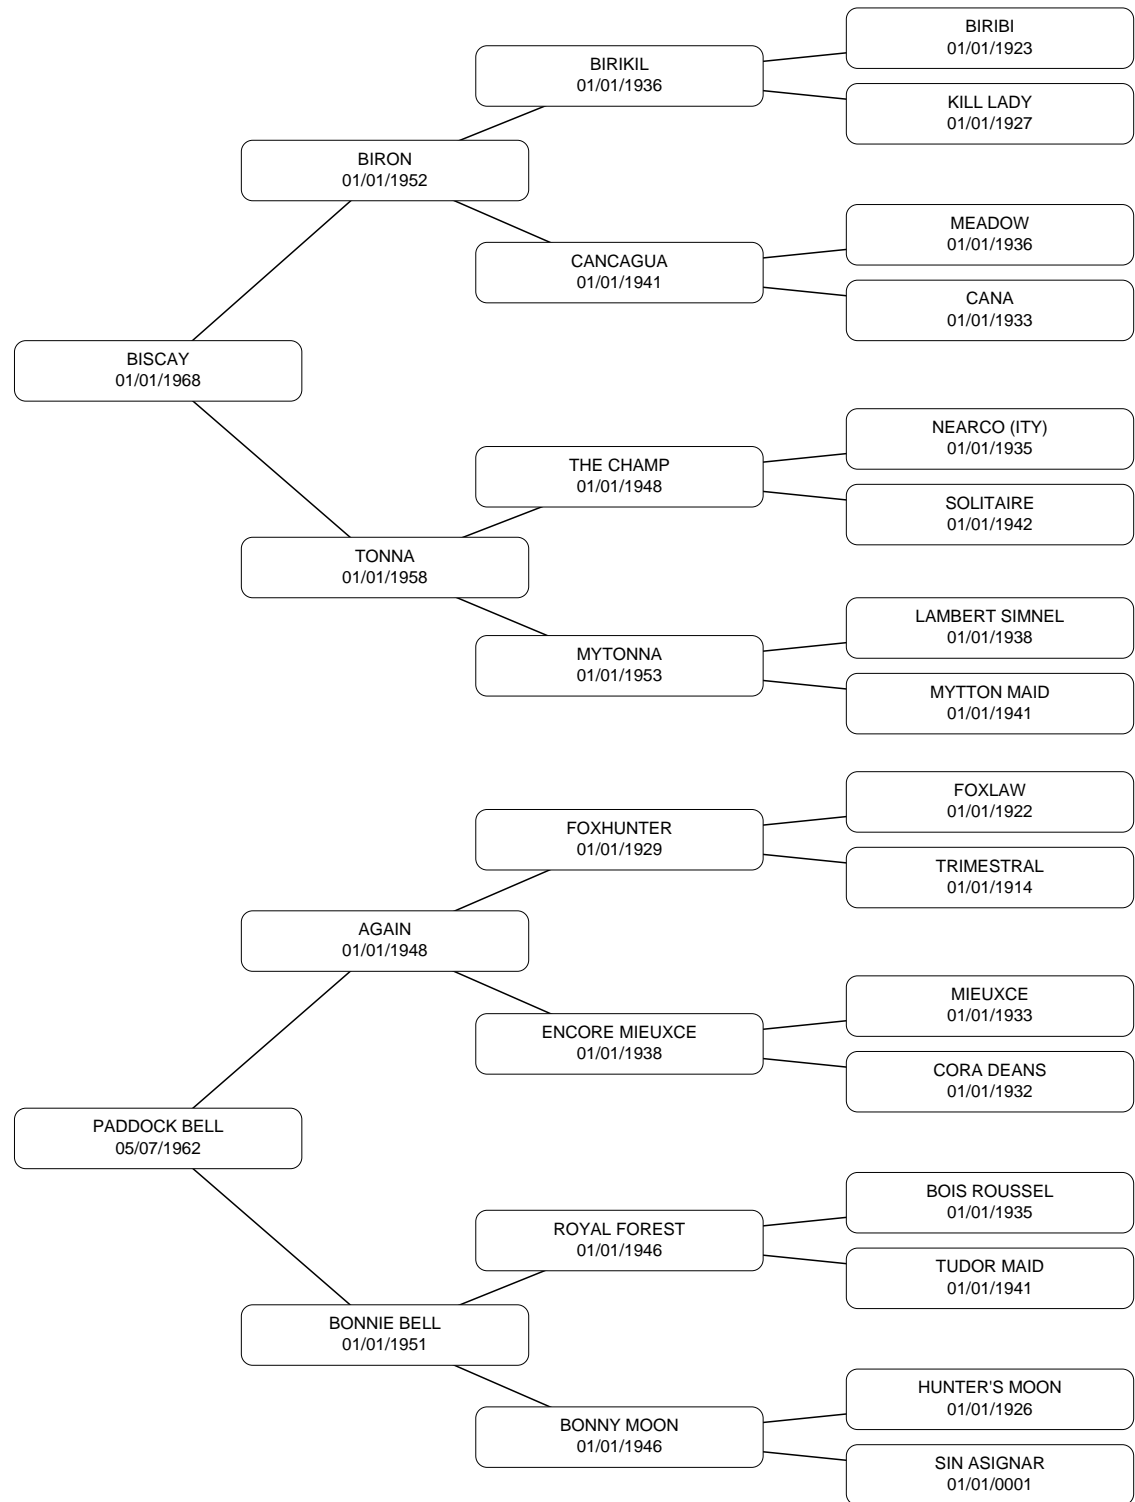 BIRIBI
01/01/1923
BIRIKIL
01/01/1936
KILL LADY
01/01/1927
BIRON
01/01/1952
MEADOW
01/01/1936
CANCAGUA
01/01/1941
CANA
01/01/1933
BISCAY
01/01/1968
NEARCO (ITY)
01/01/1935
THE CHAMP
01/01/1948
SOLITAIRE
01/01/1942
TONNA
01/01/1958
LAMBERT SIMNEL
01/01/1938
MYTONNA
01/01/1953
MYTTON MAID
01/01/1941
FOXLAW
01/01/1922
FOXHUNTER
01/01/1929
TRIMESTRAL
01/01/1914
AGAIN
01/01/1948
MIEUXCE
01/01/1933
ENCORE MIEUXCE
01/01/1938
CORA DEANS
01/01/1932
PADDOCK BELL
05/07/1962
BOIS ROUSSEL
01/01/1935
ROYAL FOREST
01/01/1946
TUDOR MAID
01/01/1941
BONNIE BELL
01/01/1951
HUNTER'S MOON
01/01/1926
BONNY MOON
01/01/1946
SIN ASIGNAR
01/01/0001